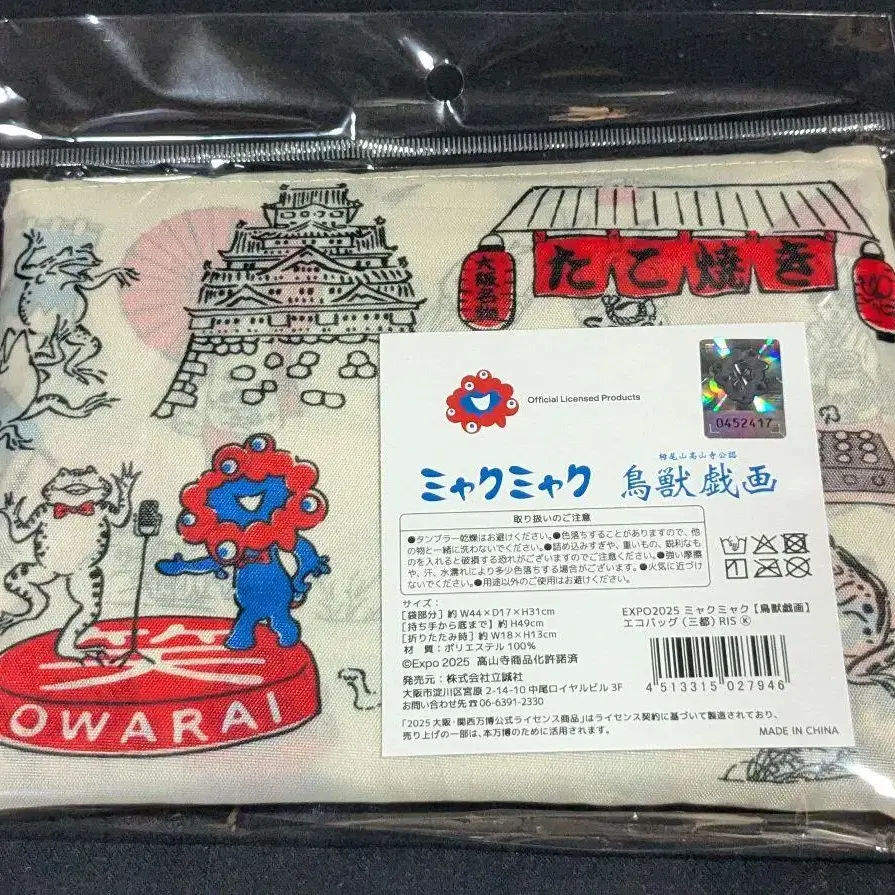 大阪名物
たこ焼き
Official Licensed Products
0452417
栂尾山高山寺公認
ミャクミャク 鳥獣戯画
取り扱いのご注意
●タンブラー乾燥はお避けください。●色落ちすることがありますので、他
の物と一緒に洗わないでください。●詰め込みすぎや、重いもの、鋭利なも
のを入れると破損する恐れがございますのでご注意ください。●強い摩擦
や、汗、水濡れにより多少色落ちする場合がございます。●火気に近づけ
ないでください。●用途以外のご使用はお避けください。
サイズ：
[袋部分] 約 W44×D17×H31cm
[持ち手から底まで] 約 H49cm
[折りたたみ時] 約 W18×H13cm
材 質：ポリエステル 100%
©Expo 2025 高山寺商品化許諾済
発売元：株式会社立誠社
大阪市淀川区宮原 2-14-10 中尾ロイヤルビル 3F
お問い合わせ先 ☎06-6391-2330
EXPO2025 ミャクミャク【鳥獣戯画】
エコバッグ (三都) RIS Ⓚ
4 513315 027946
「2025 大阪・関西万博公式ライセンス商品」はライセンス契約に基づいて製造されており、
売り上げの一部は、本万博のために活用されます。
MADE IN CHINA
笑
OWARAI